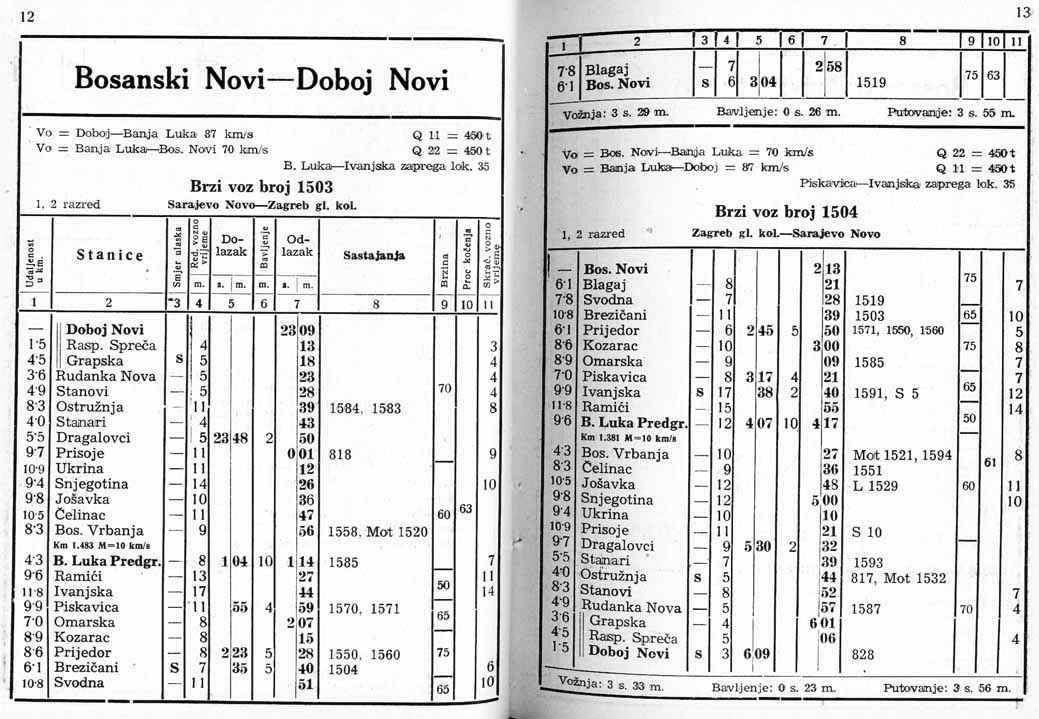 12
Bosanski Novi—Doboj Novi
Vo = Doboj—Banja Luka 87 km/s Q 11 = 450 t
Vo = Banja Luka—Bos. Novi 70 km/s Q 22 = 450 t
B. Luka—Ivanjska zaprega lok. 35
Brzi voz broj 1503
1, 2 razred Sarajevo Novo—Zagreb gl. kol.
Udaljenost u km. Stanice Smjer ulaska Red. vozno vrijeme Do-lazak Bavljenje Od-lazak Sastajanja Brzina Proc kočenja Skrać. vozno vrijeme
m. s. m. m. s. m.
1 2 3 4 5 6 7 8 9 10 11
— Doboj Novi 23 09
1·5 Rasp. Spreča 4 13 3
4·5 Grapska S 5 18 4
3·6 Rudanka Nova — 5 23 4
4·9 Stanovi — 5 28 70 4
8·3 Ostružnja — 11 39 1584, 1583 8
4·0 Stanari — 4 43
5·5 Dragalovci — 5 23 48 2 50
9·7 Prisoje — 11 0 01 818 9
10·9 Ukrina — 11 12
9·4 Snjegotina — 14 26 10
9·8 Jošavka — 10 36
10·5 Čelinac — 11 47 60 63
8·3 Bos. Vrbanja 9 56 1558, Mot 1520
Km 1.483 M=10 km/s
4·3 B. Luka Predgr. — 8 1 04 10 1 14 1585 7
9·6 Ramići — 13 27 11
11·8 Ivanjska — 17 44 50 14
9·9 Piskavica — 11 55 4 59 1570, 1571
7·0 Omarska — 8 2 07 65
8·9 Kozarac — 8 15
8·6 Prijedor — 8 2 23 5 28 1550, 1560 75
6·1 Brezičani S 7 35 5 40 1504 6
10·8 Svodna — 11 51 65 10
13
1 2 3 4 5 6 7 8 9 10 11
7·8 Blagaj — 7 2 58 75 63
6·1 Bos. Novi S 6 3 04 1519
Vožnja: 3 s. 29 m. Bavljenje: 0 s. 26 m. Putovanje: 3 s. 55 m.
Vo = Bos. Novi—Banja Luka = 70 km/s Q 22 = 450 t
Vo = Banja Luka—Doboj = 87 km/s Q 11 = 450 t
Piskavica—Ivanjska zaprega lok. 35
Brzi voz broj 1504
1, 2 razred Zagreb gl. kol.—Sarajevo Novo
— Bos. Novi 2 13
6·1 Blagaj — 8 21 75 7
7·8 Svodna — 7 28 1519
10·8 Brezičani — 11 39 1503 65 10
6·1 Prijedor — 6 2 45 5 50 1571, 1550, 1560 5
8·6 Kozarac — 10 3 00 75 8
8·9 Omarska — 9 09 1585 7
7·0 Piskavica — 8 3 17 4 21 7
9·9 Ivanjska S 17 38 2 40 1591, S 5 65 12
11·8 Ramići — 15 55 14
9·6 B. Luka Predgr. — 12 4 07 10 4 17 50
Km 1.381 M=10 km/s
4·3 Bos. Vrbanja — 10 27 Mot 1521, 1594 61 8
8·3 Čelinac — 9 36 1551
10·5 Jošavka — 12 48 L 1529 60 11
9·8 Snjegotina — 12 5 00 10
9·4 Ukrina — 10 10
10·9 Prisoje — 11 21 S 10
9·7 Dragalovci — 9 5 30 2 32
5·5 Stanari — 7 39 1593
4·0 Ostružnja S 5 44 817, Mot 1532
8·3 Stanovi — 8 52 7
4·9 Rudanka Nova — 5 57 1587 70 4
3·6 Grapska — 4 6 01
4·5 Rasp. Spreča 5 06 4
1·5 Doboj Novi S 3 6 09 828
Vožnja: 3 s. 33 m. Bavljenje: 0 s. 23 m. Putovanje: 3 s. 56 m.